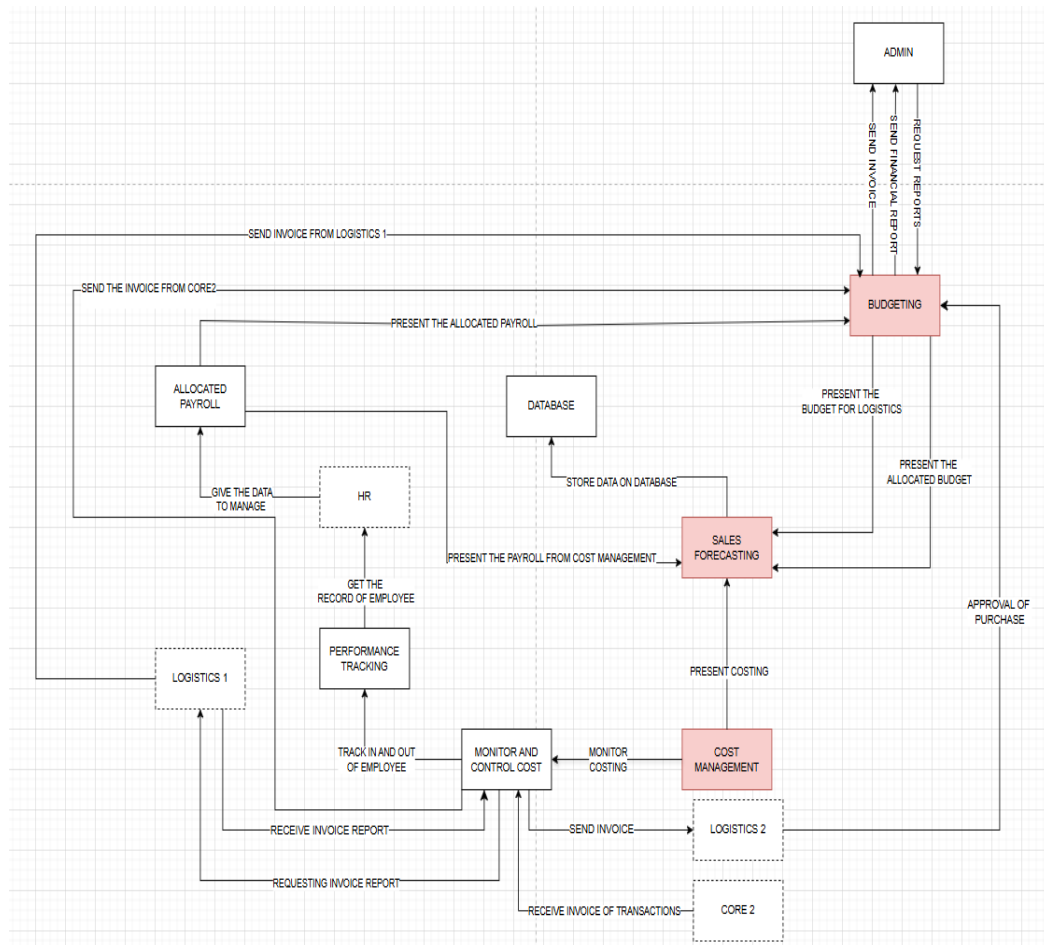 ADMIN
SEND INVOICE
SEND FINANCIAL REPORT
REQUEST REPORTS
SEND INVOICE FROM LOGISTICS 1
SEND THE INVOICE FROM CORE2
BUDGETING
PRESENT THE ALLOCATED PAYROLL
ALLOCATED
PAYROLL
DATABASE
PRESENT THE
BUDGET FOR LOGISTICS
PRESENT THE
ALLOCATED BUDGET
STORE DATA ON DATABASE
GIVE THE DATA
TO MANAGE
HR
SALES
FORECASTING
PRESENT THE PAYROLL FROM COST MANAGEMENT
GET THE
RECORD OF EMPLOYEE
APPROVAL OF
PURCHASE
PERFORMANCE
TRACKING
LOGISTICS 1
PRESENT COSTING
TRACK IN AND OUT
OF EMPLOYEE
MONITOR AND
CONTROL COST
MONITOR
COSTING
COST
MANAGEMENT
RECEIVE INVOICE REPORT
SEND INVOICE
LOGISTICS 2
REQUESTING INVOICE REPORT
RECEIVE INVOICE OF TRANSACTIONS
CORE 2